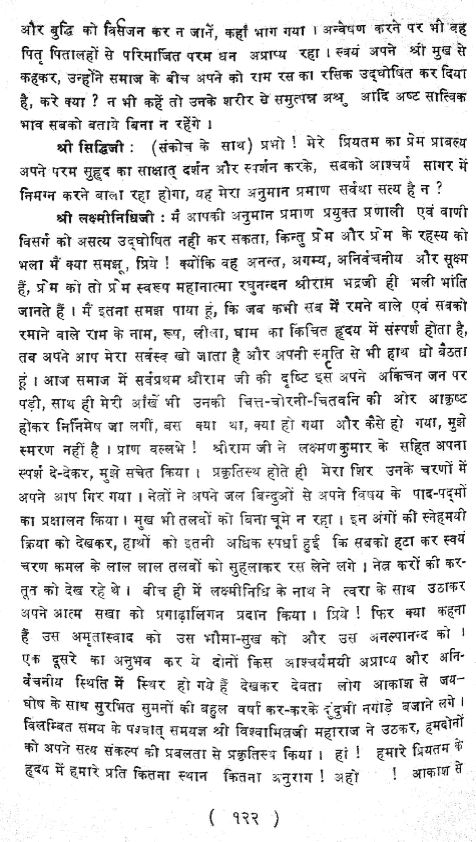 और बुद्धि को विर्सजन कर न जानें, कहाँ भाग गया । अन्वेषण करने पर भी वह
पितृ पितालहों से परिमाजित परम धन अप्राप्य रहा । स्वयं अपने श्री मुख से
कहकर, उन्होंने समाज के बीच अपने को राम रस का रसिक उद्घोषित कर दिया
है, करे क्या ? न भी कहें तो उनके शरीर से समुत्पन्न अश्रु आदि अष्ट सात्विक
भाव सबको बताये बिना न रहेंगे ।
श्री सिद्धिजी : (संकोच के साथ) प्रभो ! मेरे प्रियतम का प्रेम प्राबल्य
अपने परम सुहृद का साक्षात् दर्शन और स्पर्शन करके, सबको आश्चर्य सागर में
निमग्न करने बाला रहा होगा, यह मेरा अनुमान प्रमाण सर्वथा सत्य है न ?
श्री लक्ष्मीनिधिजी : मैं आपकी अनुमान प्रमाण प्रयुक्त प्रणाली एवं वाणी
विसर्ग को असत्य उद्घोषित नही कर सकता, किन्तु प्रेम और प्रेम के रहस्य को
भला मैं क्या समझू, प्रिये ! क्योंकि वह अनन्त, अगम्य, अनिर्वचनीय और सूक्ष्म
हैं, प्रेम को तो प्रेम स्वरूप महानात्मा रघुनन्दन श्रीराम भद्रजी ही भली भांति
जानते हैं । मैं इतना समझ पाया हूं, कि जब कभी सब में रमने बाले एवं सबको
रमाने वाले राम के नाम, रूप, लीला, धाम का किंचित हृदय में संस्पर्श होता है,
तब अपने आप मेरा सर्वस्व खो जाता है और अपनी स्मृति से भी हाथ धो बैठता
हूं । आज समाज में सर्वप्रथम श्रीराम जी की दृष्टि इस अपने अकिंचन जन पर
पड़ी, साथ ही मेरी आँखें भी उनकी चित्त-चोरनी-चितवनि की ओर आकृष्ट
होकर निर्निमेष जा लगीं, बस क्या था, क्या हो गया और कैसे हो गया, मुझे
स्मरण नहीं है । प्राण वल्लभे ! श्रीराम जी ने लक्ष्मणकुमार के सहित अपना
स्पर्श दे-देकर, मुझे सचेत किया । प्रकृतिस्थ होते ही मेरा शिर उनके चरणों में
अपने आप गिर गया । नेत्रों ने अपने जल बिन्दुओं से अपने विषय के पाद-पद्मों
का प्रक्षालन किया । मुख भी तलवों को बिना चूमे न रहा । इन अंगों की स्नेहमयी
क्रिया को देखकर, हाथों को इतनी अधिक स्पर्धा हुई कि सबको हटा कर स्वयं
चरण कमल के लाल लाल तलवों को सुहलाकर रस लेने लगे । नेत्र करों की कर-
तून को देख रहे थे । बीच ही में लक्ष्मीनिधि के नाथ ने त्वरा के साथ उठाकर
अपने आत्म सखा को प्रगाढ़ालिगन प्रदान किया । प्रिये ! फिर क्या कहना
हैं उस अमृतास्वाद को उस भौमा-सुख को और उस अनल्पानन्द को ।
एक दूसरे का अनुभव कर ये दोनों किस आश्चर्यमयी अप्राप्य और अनि-
र्वचनीय स्थिति में स्थिर हो गये हैं देखकर देवता लोग आकाश से जय-
घोष के साथ सुरभित सुमनों की बहुल वर्षा कर-करके दुंदुभी नगाड़े बजाने लगे ।
विलम्बित समय के पश्चात् समयज्ञ श्री विश्वामित्रजी महाराज ने उठकर, हमदोनों
को अपने सत्य संकल्प की प्रबलता से प्रकृतिस्थ किया । हां ! हमारे प्रियतम के
हृदय में हमारे प्रति कितना स्थान कितना अनुराग ! अहो ! आकाश से
( १२२ )